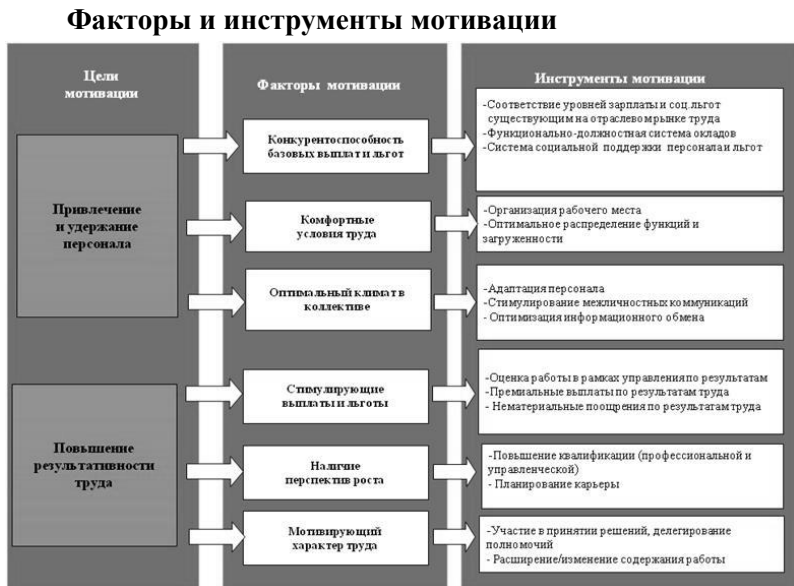 Факторы и инструменты мотивации
Цели
мотивации
Факторы мотивации
Инструменты мотивации
Привлечение
и удержание
персонала
Конкурентоспособность
базовых выплат и льгот
-Соответствие уровней зарплаты и соц.льгот
существующим на отраслевом рынке труда
-Функционально-должностная система окладов
-Система социальной поддержки персонала и льгот
Комфортные
условия труда
-Организация рабочего места
-Оптимальное распределение функций и
загруженности
Оптимальный климат в
коллективе
-Адаптация персонала
-Стимулирование межличностных коммуникаций
- Оптимизация информационного обмена
Повышение
результативности
труда
Стимулирующие
выплаты и льготы
-Оценка работы в рамках управления по результатам
-Премиальные выплаты по результатам труда
- Нематериальные поощрения по результатам труда
Наличие
перспектив роста
-Повышение квалификации (профессиональной и
управленческой)
- Планирование карьеры
Мотивирующий
характер труда
-Участие в принятии решений, делегирование
полномочий
- Расширение/изменение содержания работы